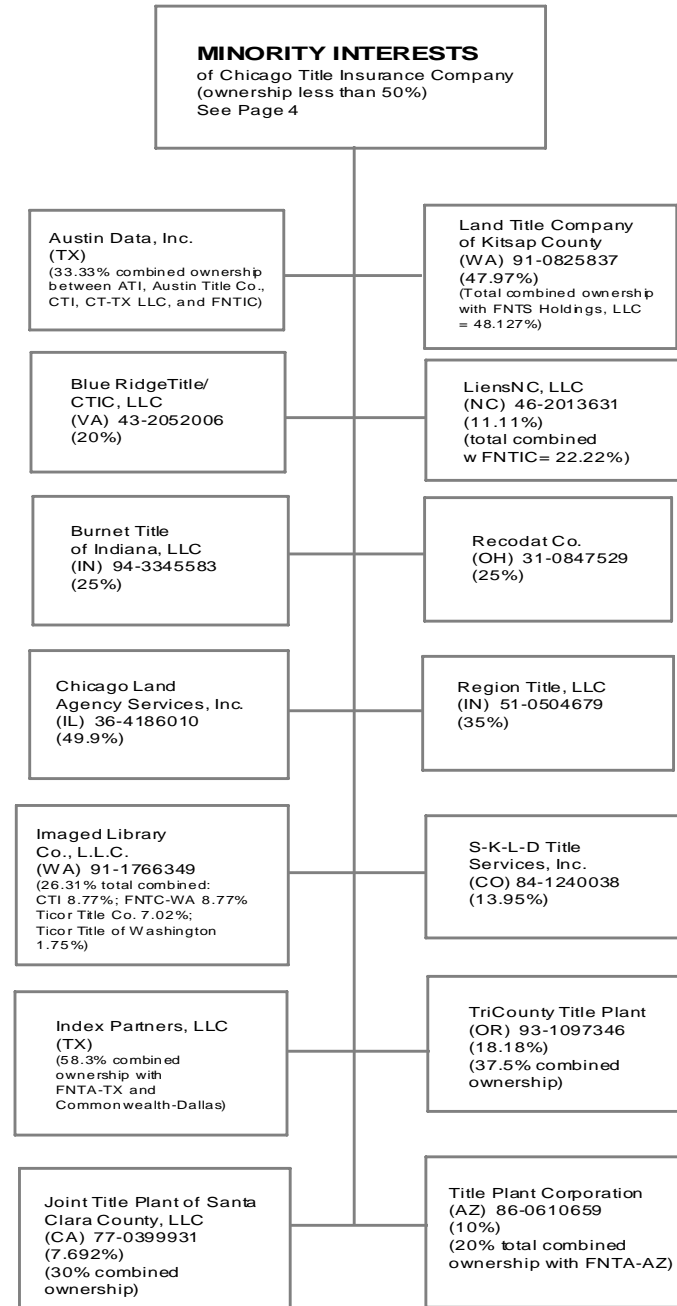 MINORITY INTERESTS
of Chicago Title Insurance Company
(ownership less than 50%)
See Page 4
Austin Data, Inc.
(TX)
(33.33% combined ownership
between ATI, Austin Title Co.,
CTI, CT-TX LLC, and FNTIC)
Land Title Company
of Kitsap County
(WA) 91-0825837
(47.97%)
(Total combined ownership
with FNTS Holdings, LLC
= 48.127%)
Blue RidgeTitle/
CTIC, LLC
(VA) 43-2052006
(20%)
LiensNC, LLC
(NC) 46-2013631
(11.11%)
(total combined
w FNTIC= 22.22%)
Burnet Title
of Indiana, LLC
(IN) 94-3345583
(25%)
Recodat Co.
(OH) 31-0847529
(25%)
Chicago Land
Agency Services, Inc.
(IL) 36-4186010
(49.9%)
Region Title, LLC
(IN) 51-0504679
(35%)
Imaged Library
Co., L.L.C.
(WA) 91-1766349
(26.31% total combined:
CTI 8.77%; FNTC-WA 8.77%
Ticor Title Co. 7.02%;
Ticor Title of Washington
1.75%)
S-K-L-D Title
Services, Inc.
(CO) 84-1240038
(13.95%)
Index Partners, LLC
(TX)
(58.3% combined
ownership with
FNTA-TX and
Commonwealth-Dallas)
TriCounty Title Plant
(OR) 93-1097346
(18.18%)
(37.5% combined
ownership)
Joint Title Plant of Santa
Clara County, LLC
(CA) 77-0399931
(7.692%)
(30% combined
ownership)
Title Plant Corporation
(AZ) 86-0610659
(10%)
(20% total combined
ownership with FNTA-AZ)